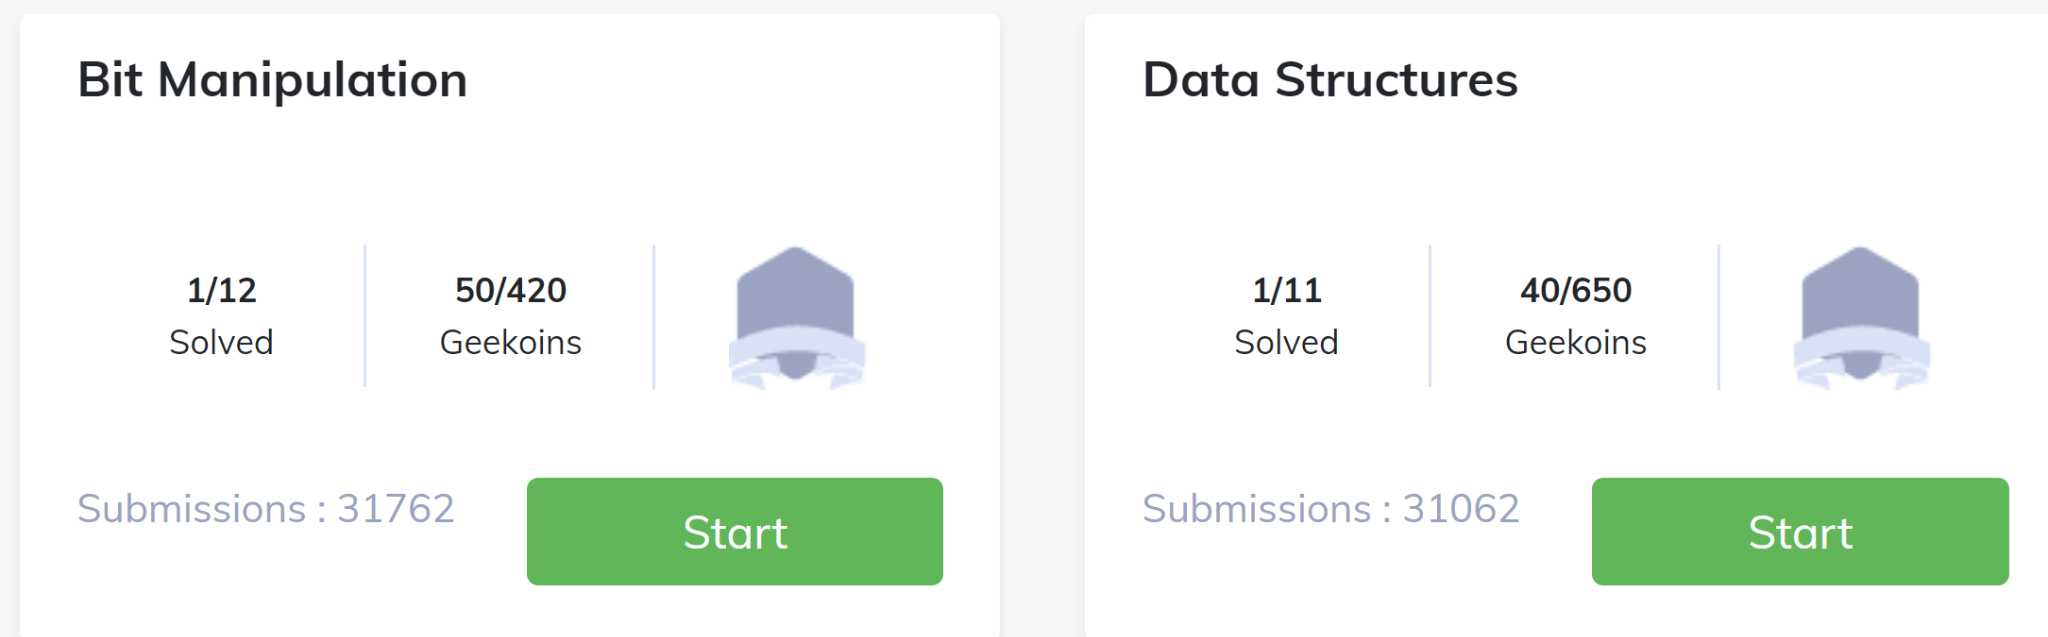 Bit Manipulation
1/12
Solved
50/420
Geekoins
Submissions : 31762
Start
Data Structures
1/11
Solved
40/650
Geekoins
Submissions : 31062
Start